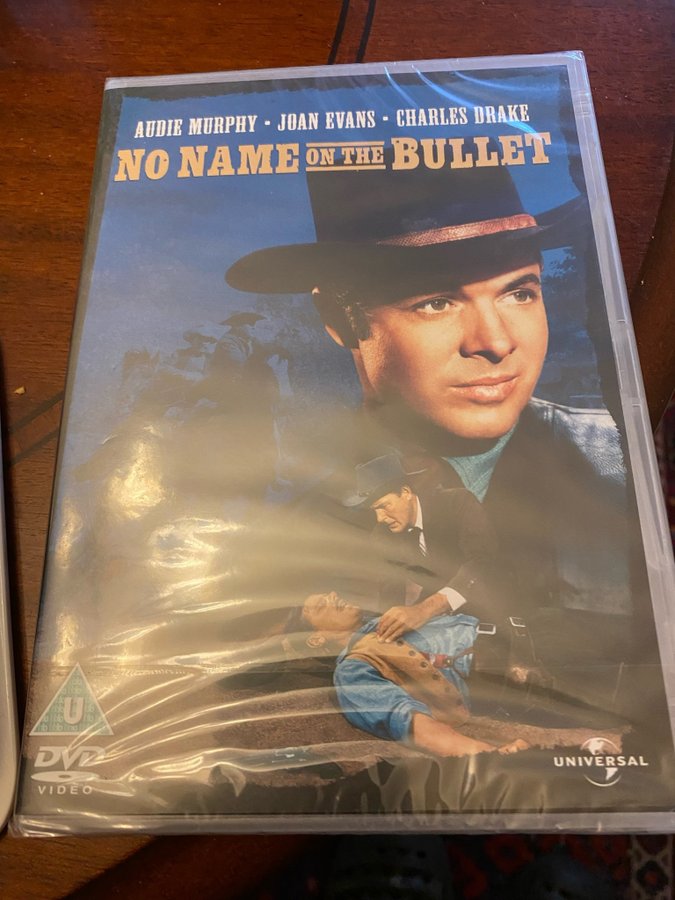 AUDIE MURPHY • JOAN EVANS • CHARLES DRAKE
NO NAME ON THE BULLET
U
DVD
VIDEO
UNIVERSAL